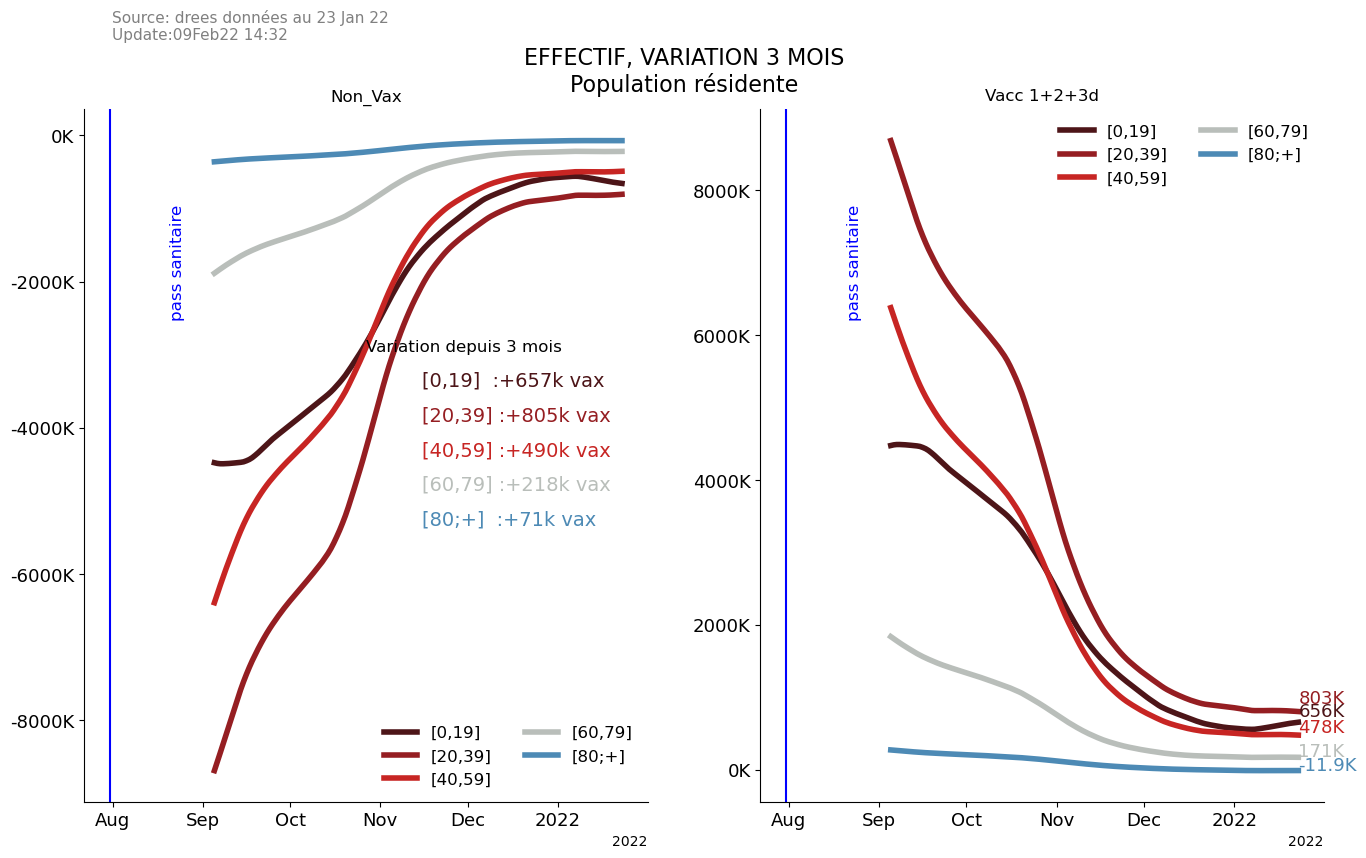 Source: drees données au 23 Jan 22
Update:09Feb22 14:32
EFFECTIF, VARIATION 3 MOIS
Population résidente
Non_Vax
0K
-2000K
-4000K
-6000K
-8000K
pass sanitaire
Variation depuis 3 mois
[0,19]  :+657k vax
[20,39] :+805k vax
[40,59] :+490k vax
[60,79] :+218k vax
[80;+]  :+71k vax
[0,19]
[20,39]
[40,59]
[60,79]
[80;+]
Aug
Sep
Oct
Nov
Dec
2022
2022
Vacc 1+2+3d
[0,19]
[20,39]
[40,59]
[60,79]
[80;+]
8000K
6000K
4000K
2000K
0K
pass sanitaire
803K
656K
478K
171K
-11.9K
Aug
Sep
Oct
Nov
Dec
2022
2022